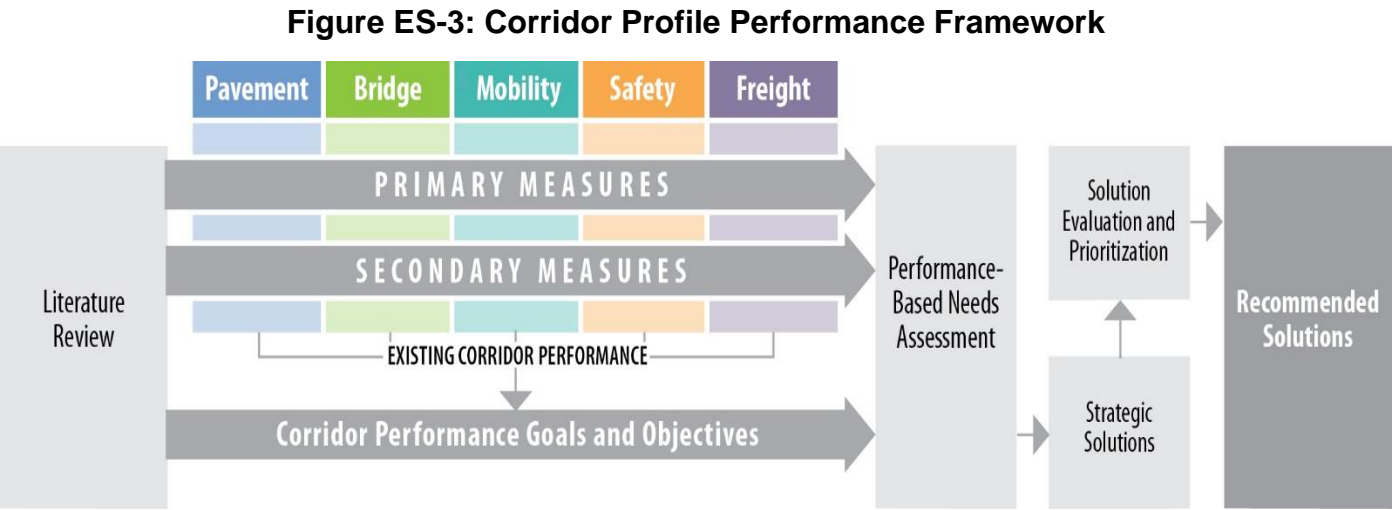 Figure ES-3: Corridor Profile Performance Framework
Pavement
Bridge
Mobility
Safety
Freight
Literature
Review
PRIMARY MEASURES
SECONDARY MEASURES
EXISTING CORRIDOR PERFORMANCE
Corridor Performance Goals and Objectives
Performance-
Based Needs
Assessment
Strategic
Solutions
Solution
Evaluation and
Prioritization
Recommended
Solutions